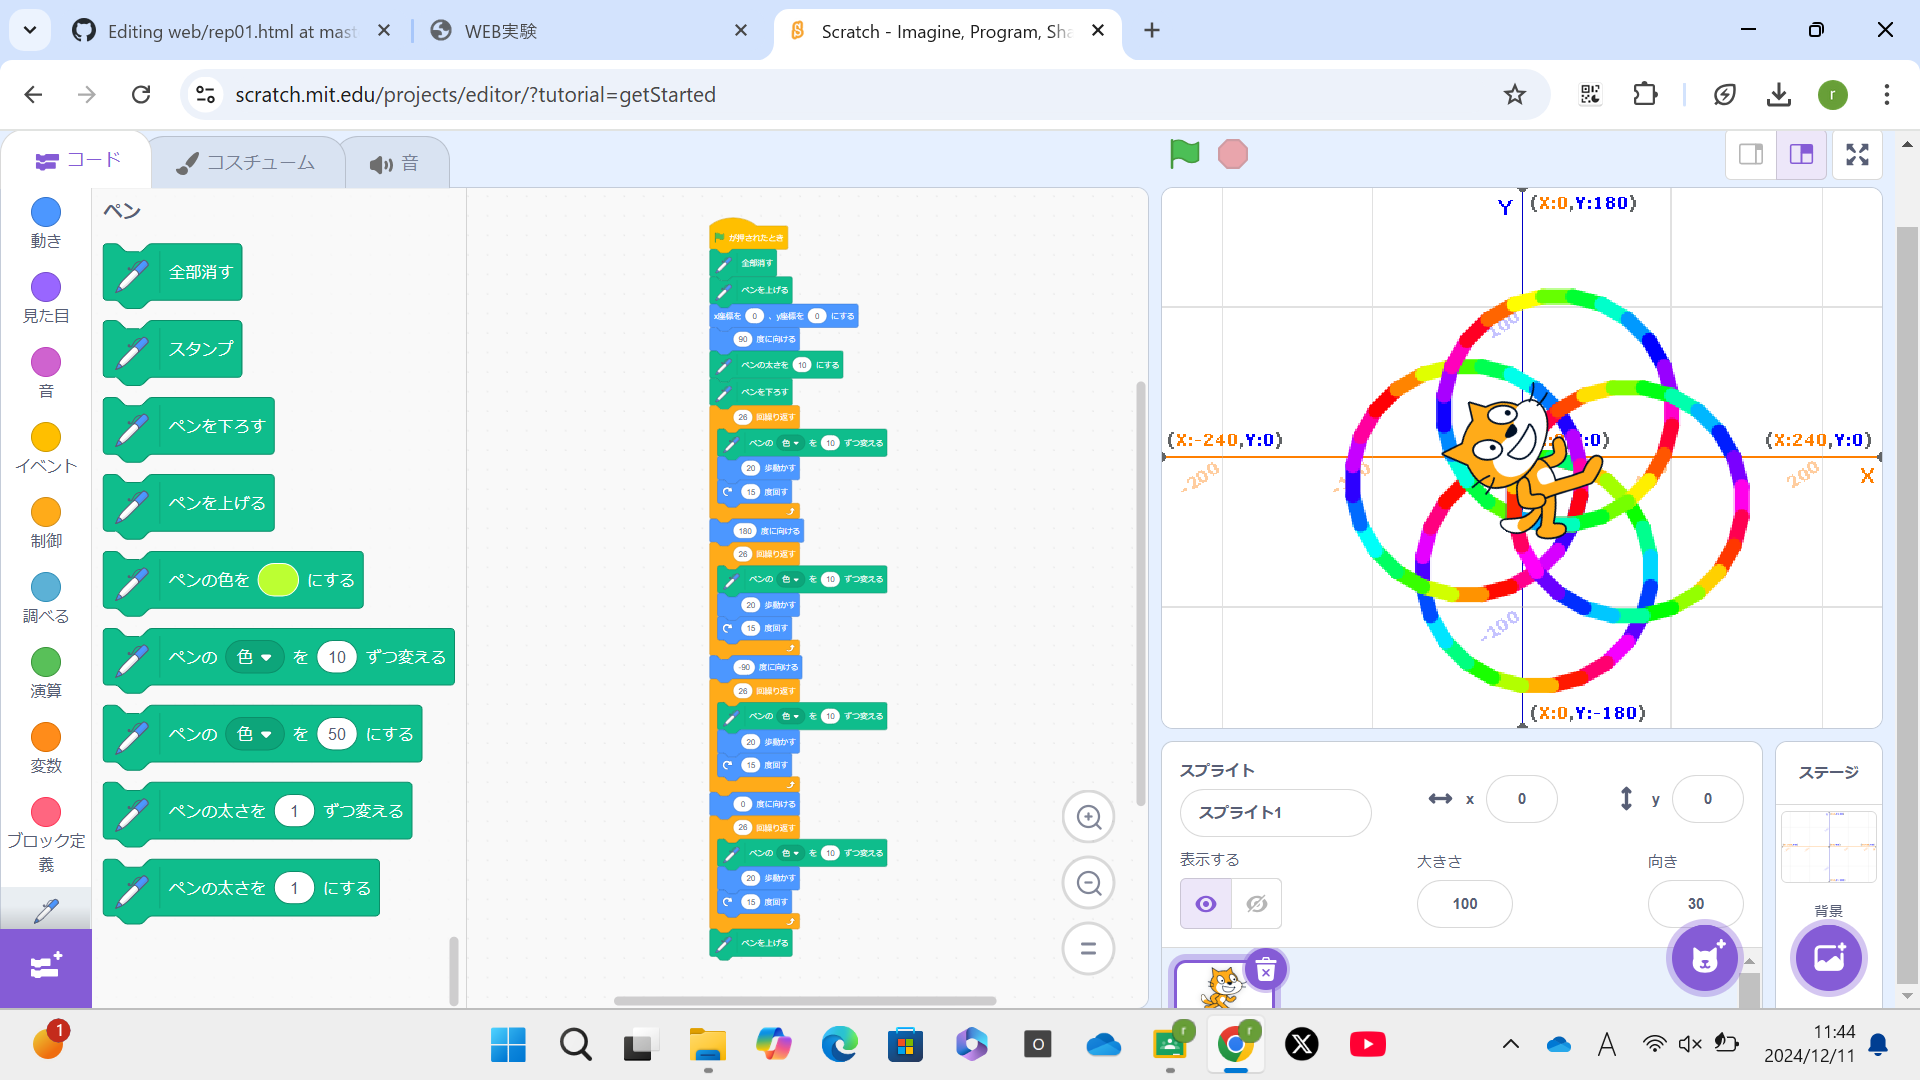 Editing web/rep01.html at mast
WEB実験
Scratch - Imagine, Program, Sha
scratch.mit.edu/projects/editor/?tutorial=getStarted
r
コード
コスチューム
音
動き
見た目
音
イベント
制御
調べる
演算
変数
ブロック定
義
ペン
全部消す
スタンプ
ペンを下ろす
ペンを上げる
ペンの色を にする
ペンの 色 を 10 ずつ変える
ペンの 色 を 50 にする
ペンの太さを 1 ずつ変える
ペンの太さを 1 にする
が押されたとき
全部消す
ペンを上げる
x座標を 0 、y座標を 0 にする
90 度に向ける
ペンの太さを 10 にする
ペンを下ろす
26 回繰り返す
ペンの 色 を 10 ずつ変える
20 歩動かす
15 度回す
180 度に向ける
26 回繰り返す
ペンの 色 を 10 ずつ変える
20 歩動かす
15 度回す
-90 度に向ける
26 回繰り返す
ペンの 色 を 10 ずつ変える
20 歩動かす
15 度回す
0 度に向ける
26 回繰り返す
ペンの 色 を 10 ずつ変える
20 歩動かす
15 度回す
ペンを上げる
Y (X:0,Y:180)
100
(X:-240,Y:0)
:0)
(X:240,Y:0)
-200
200
X
-100
(X:0,Y:-180)
スプライト
スプライト1
x 0
y 0
表示する
大きさ
向き
100
30
ステージ
背景
1
O
r
r
X
A
11:44
2024/12/11